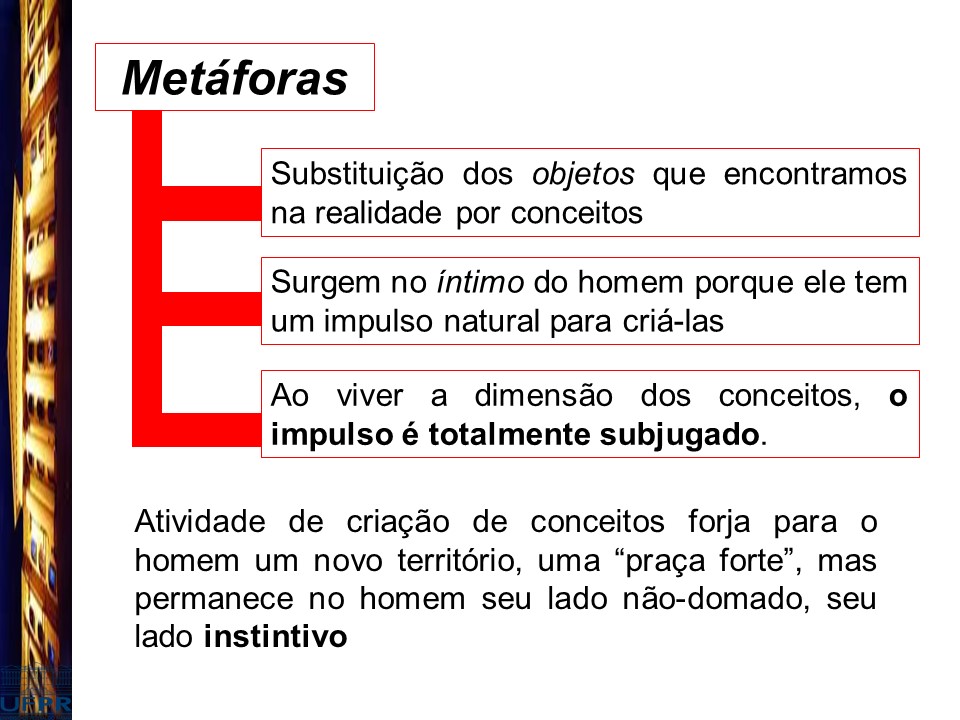 Metáforas
Substituição dos objetos que encontramos
na realidade por conceitos
Surgem no íntimo do homem porque ele tem
um impulso natural para criá-las
Ao viver a dimensão dos conceitos, o
impulso é totalmente subjugado.
Atividade de criação de conceitos forja para o
homem um novo território, uma “praça forte”, mas
permanece no homem seu lado não-domado, seu
lado instintivo
UFPR